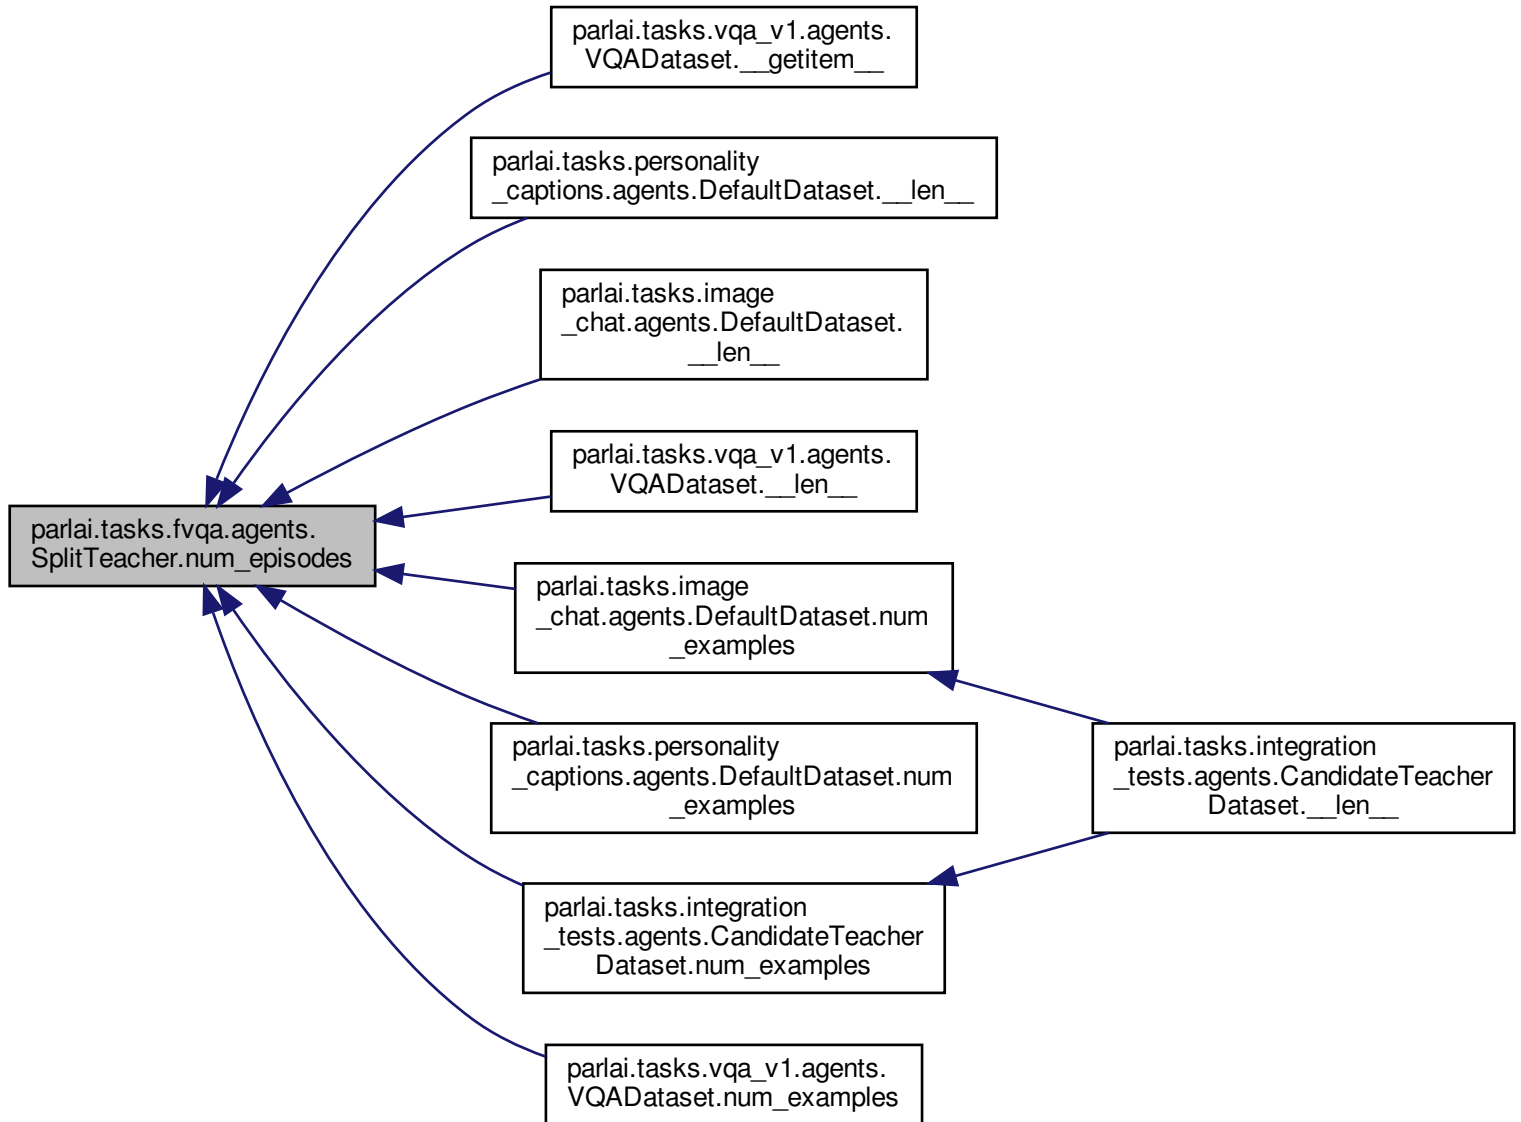 parlai.tasks.vqa_v1.agents.
VQADataset.__getitem__
parlai.tasks.personality
_captions.agents.DefaultDataset.__len__
parlai.tasks.image
_chat.agents.DefaultDataset.
__len__
parlai.tasks.vqa_v1.agents.
VQADataset.__len__
parlai.tasks.fvqa.agents.
SplitTeacher.num_episodes
parlai.tasks.image
_chat.agents.DefaultDataset.num
_examples
parlai.tasks.personality
_captions.agents.DefaultDataset.num
_examples
parlai.tasks.integration
_tests.agents.CandidateTeacher
Dataset.__len__
parlai.tasks.integration
_tests.agents.CandidateTeacher
Dataset.num_examples
parlai.tasks.vqa_v1.agents.
VQADataset.num_examples